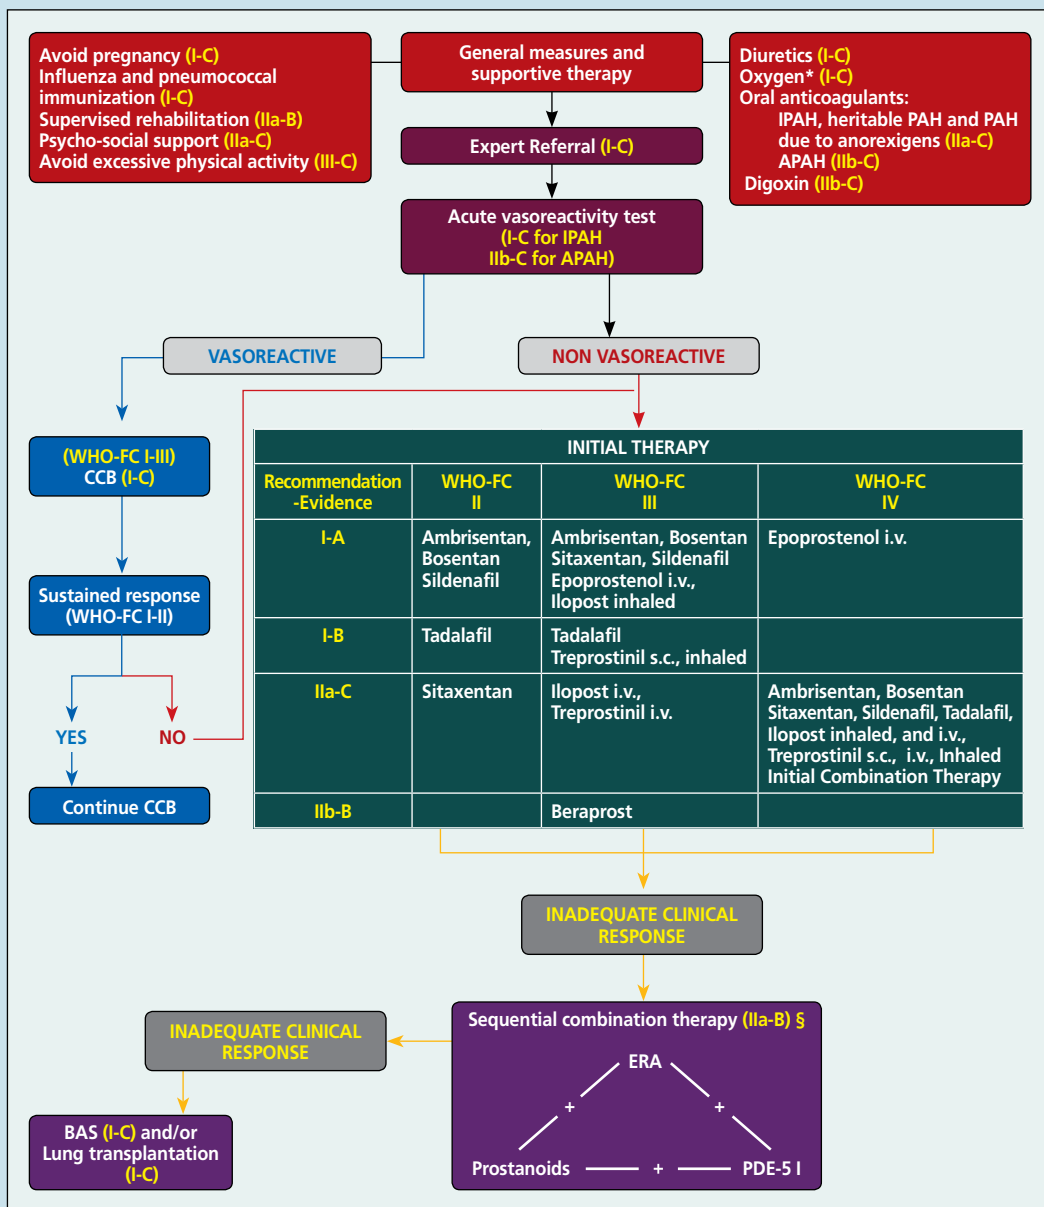 Avoid pregnancy (I-C)
Influenza and pneumococcal
immunization (I-C)
Supervised rehabilitation (IIa-B)
Psycho-social support (IIa-C)
Avoid excessive physical activity (III-C)
General measures and
supportive therapy
Diuretics (I-C)
Oxygen* (I-C)
Oral anticoagulants:
IPAH, heritable PAH and PAH
due to anorexigens (IIa-C)
APAH (IIb-C)
Digoxin (IIb-C)
Expert Referral (I-C)
Acute vasoreactivity test
(I-C for IPAH
IIb-C for APAH)
VASOREACTIVE
NON VASOREACTIVE
(WHO-FC I-III)
CCB (I-C)
Sustained response
(WHO-FC I-II)
YES
NO
Continue CCB
INITIAL THERAPY
Recommendation
-Evidence
WHO-FC
II
WHO-FC
III
WHO-FC
IV
I-A
Ambrisentan,
Bosentan
Sildenafil
Ambrisentan, Bosentan
Sitaxentan, Sildenafil
Epoprostenol i.v.,
Ilopost inhaled
Epoprostenol i.v.
I-B
Tadalafil
Tadalafil
Treprostinil s.c., inhaled
IIa-C
Sitaxentan
Ilopost i.v.,
Treprostinil i.v.
Ambrisentan, Bosentan
Sitaxentan, Sildenafil, Tadalafil,
Ilopost inhaled, and i.v.,
Treprostinil s.c., i.v., Inhaled
Initial Combination Therapy
IIb-B
Beraprost
INADEQUATE CLINICAL
RESPONSE
Sequential combination therapy (IIa-B) §
ERA
+
+
Prostanoids
+
PDE-5 I
INADEQUATE CLINICAL
RESPONSE
BAS (I-C) and/or
Lung transplantation
(I-C)